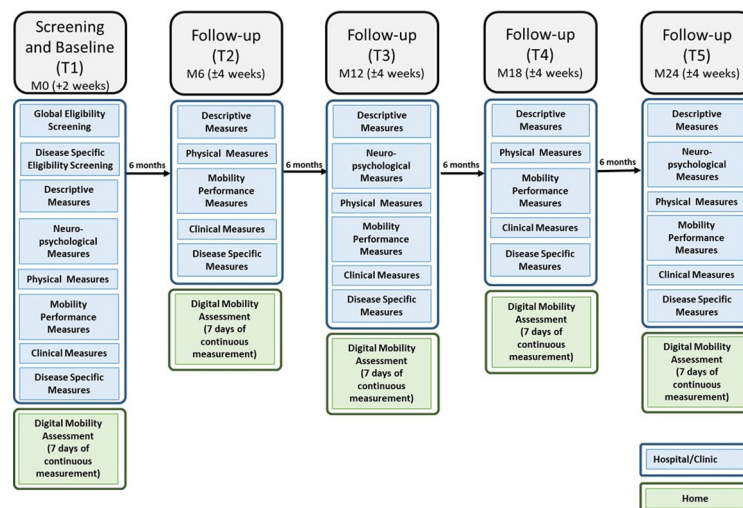 Screening
and Baseline
(T1)
M0 (+2 weeks)
Global Eligibility
Screening
Disease Specific
Eligibility Screening
Descriptive
Measures
Neuro-
psychological
Measures
Physical Measures
Mobility
Performance
Measures
Clinical Measures
Disease Specific
Measures
Digital Mobility
Assessment
(7 days of
continuous
measurement)
6 months
Follow-up
(T2)
M6 (±4 weeks)
Descriptive
Measures
Physical Measures
Mobility
Performance
Measures
Clinical Measures
Disease Specific
Measures
Digital Mobility
Assessment
(7 days of
continuous
measurement)
6 months
Follow-up
(T3)
M12 (±4 weeks)
Descriptive
Measures
Neuro-
psychological
Measures
Physical Measures
Mobility
Performance
Measures
Clinical Measures
Disease Specific
Measures
Digital Mobility
Assessment
(7 days of
continuous
measurement)
6 months
Follow-up
(T4)
M18 (±4 weeks)
Descriptive
Measures
Physical Measures
Mobility
Performance
Measures
Clinical Measures
Disease Specific
Measures
Digital Mobility
Assessment
(7 days of
continuous
measurement)
6 months
Follow-up
(T5)
M24 (±4 weeks)
Descriptive
Measures
Neuro-
psychological
Measures
Physical Measures
Mobility
Performance
Measures
Clinical Measures
Disease Specific
Measures
Digital Mobility
Assessment
(7 days of
continuous
measurement)
Hospital/Clinic
Home